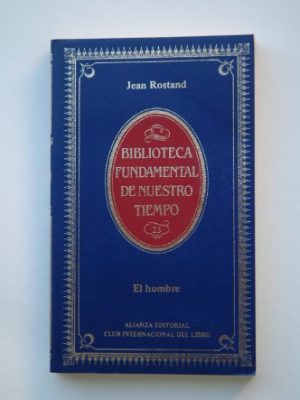 Jean Rostand
BIBLIOTECA
FUNDAMENTAL
DE NUESTRO
TIEMPO
23
El hombre
ALIANZA EDITORIAL
CLUB INTERNACIONAL DEL LIBRO